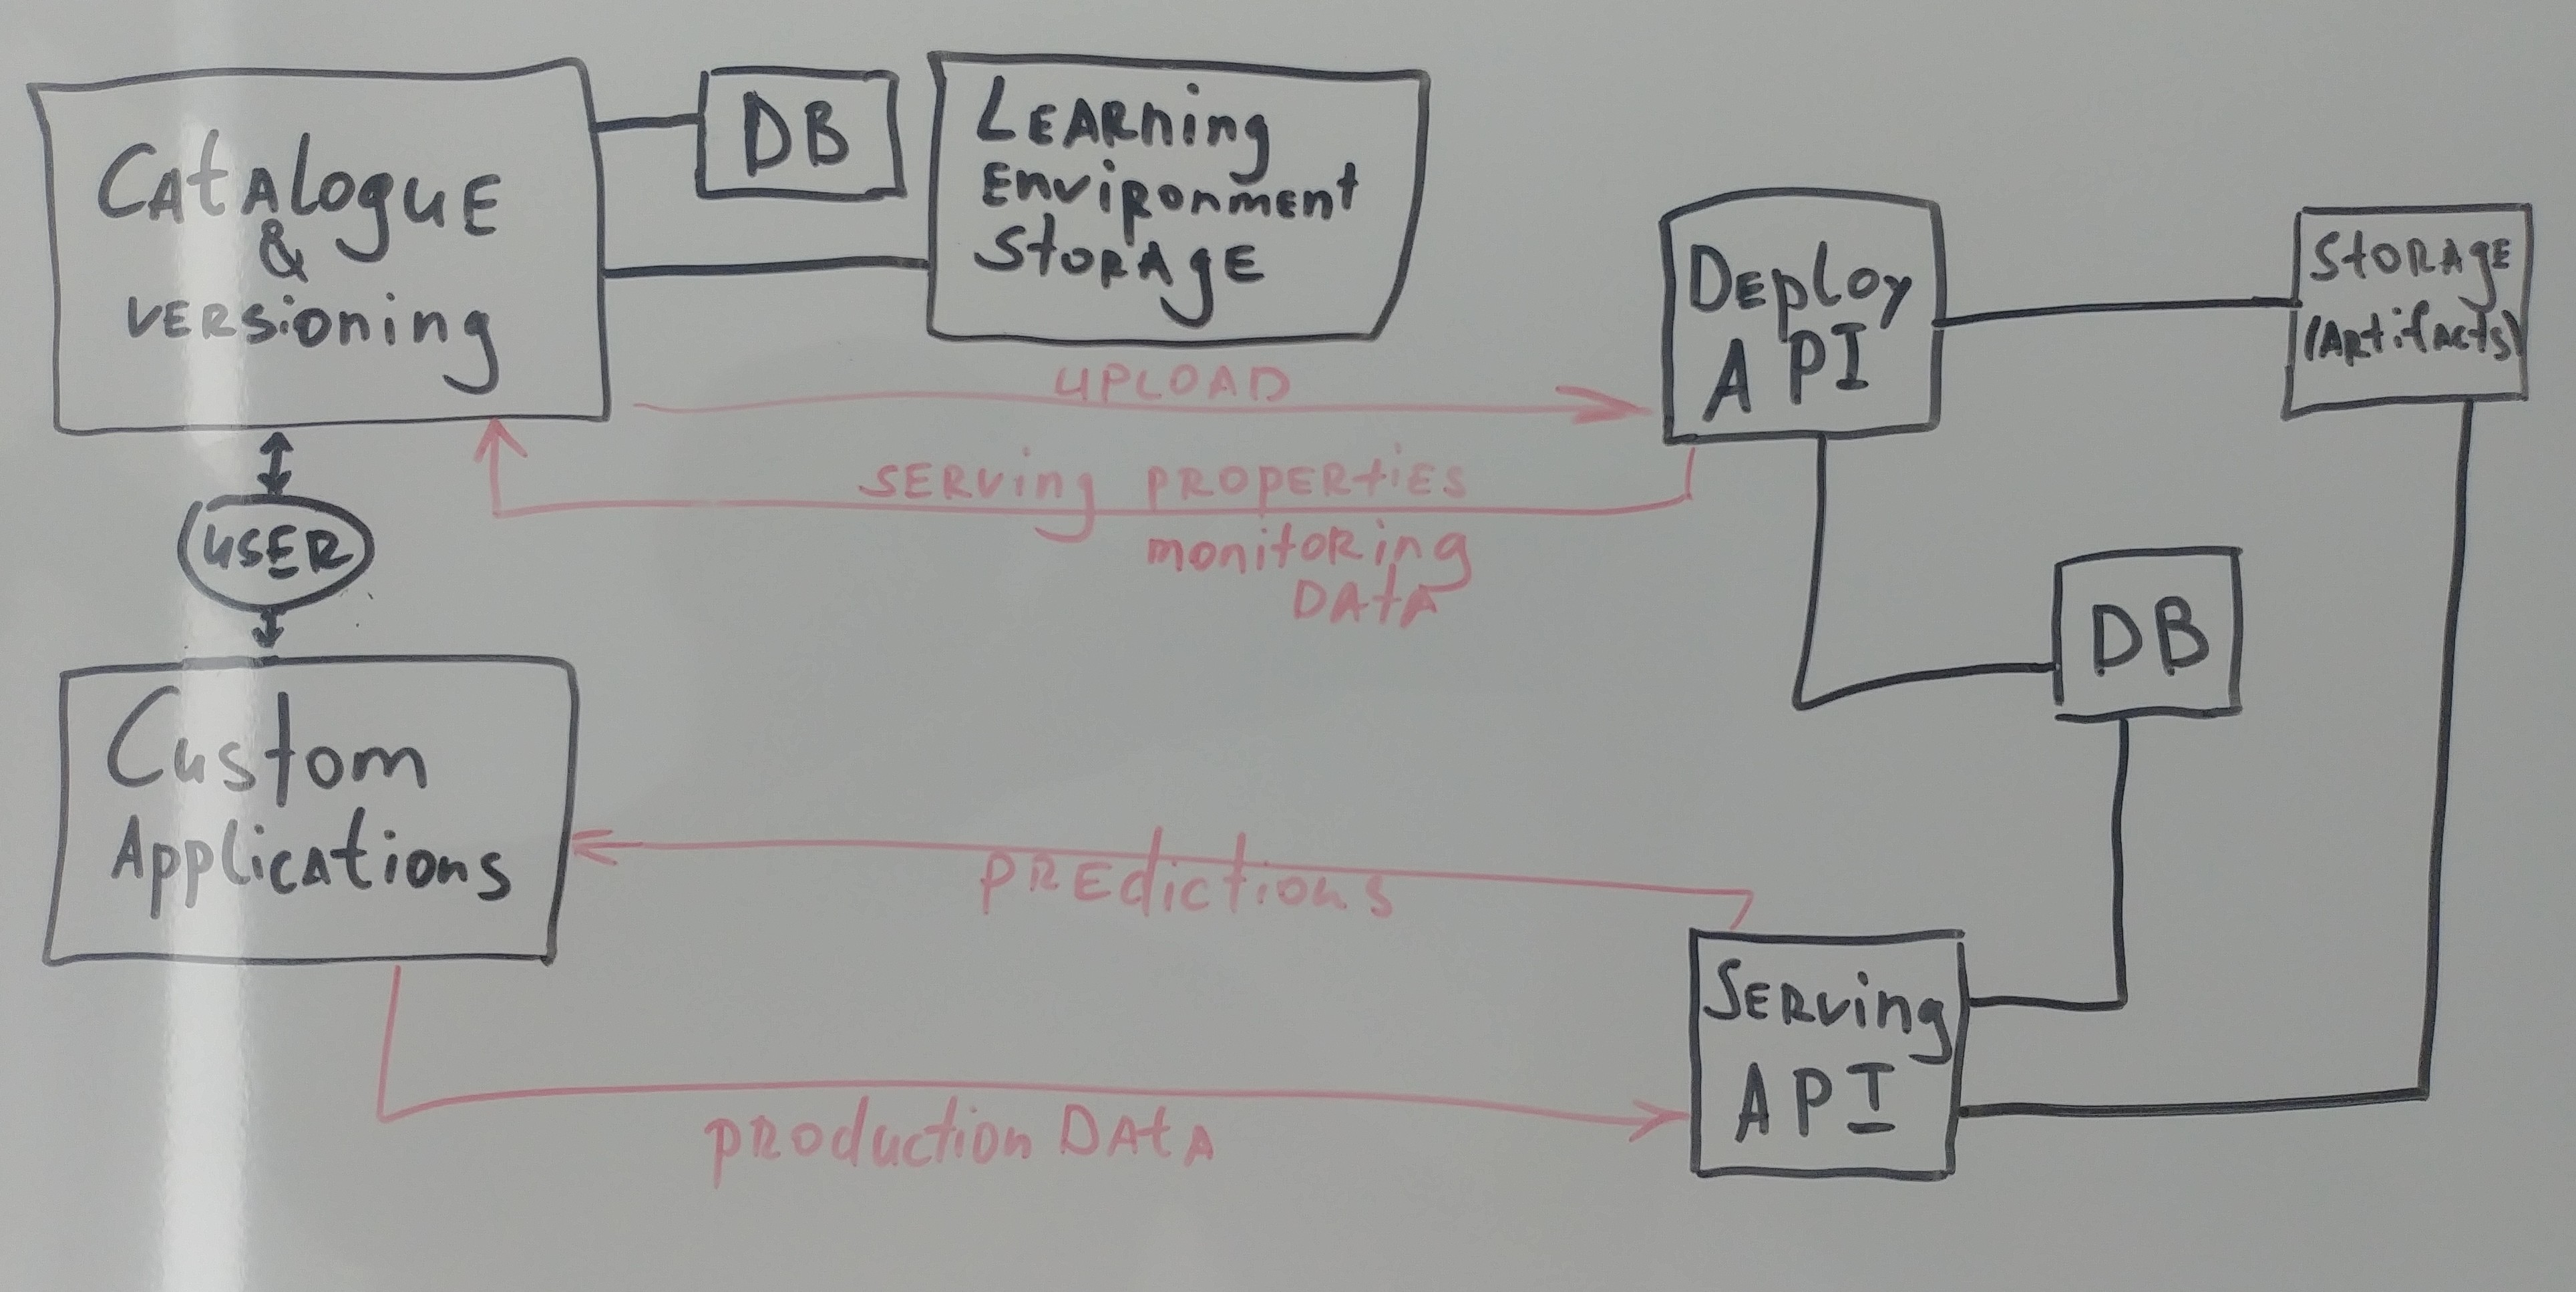 Catalogue
&
versioning
DB
Learning
Environment
Storage
Deploy
API
Storage
(Artifacts)
UPLOAD
Serving properties
monitoring
Data
User
DB
Custom
Applications
Predictions
Serving
API
production Data